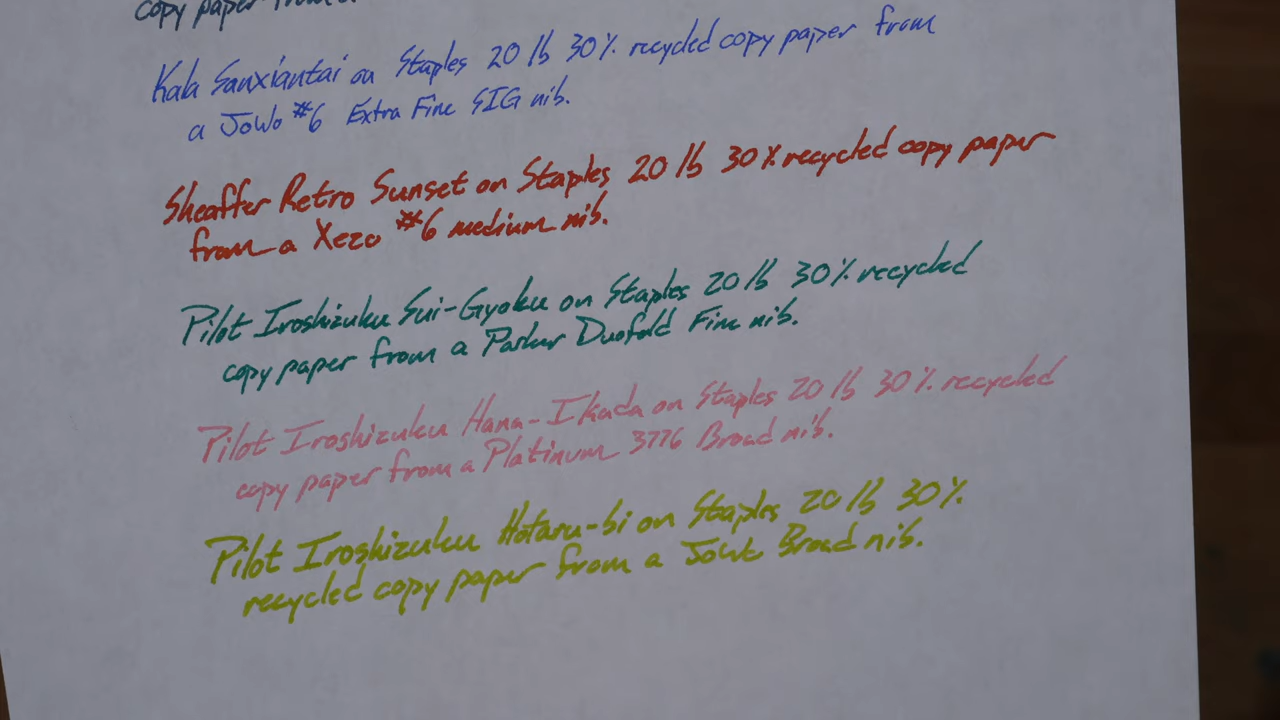 copy paper from a
Kala Sanxiantai on Staples 20 lb 30% recycled copy paper from
a JoWo #6 Extra Fine SIG nib.
Sheaffer Retro Sunset on Staples 20 lb 30% recycled copy paper
from a Xezo #6 medium nib.
Pilot Iroshizuku Sui-Gyoku on Staples 20 lb 30% recycled
copy paper from a Parker Duofold Fine nib.
Pilot Iroshizuku Hana-Ikada on Staples 20 lb 30% recycled
copy paper from a Platinum 3776 Broad nib.
Pilot Iroshizuku Hotaru-bi on Staples 20 lb 30%
recycled copy paper from a JoWo Broad nib.